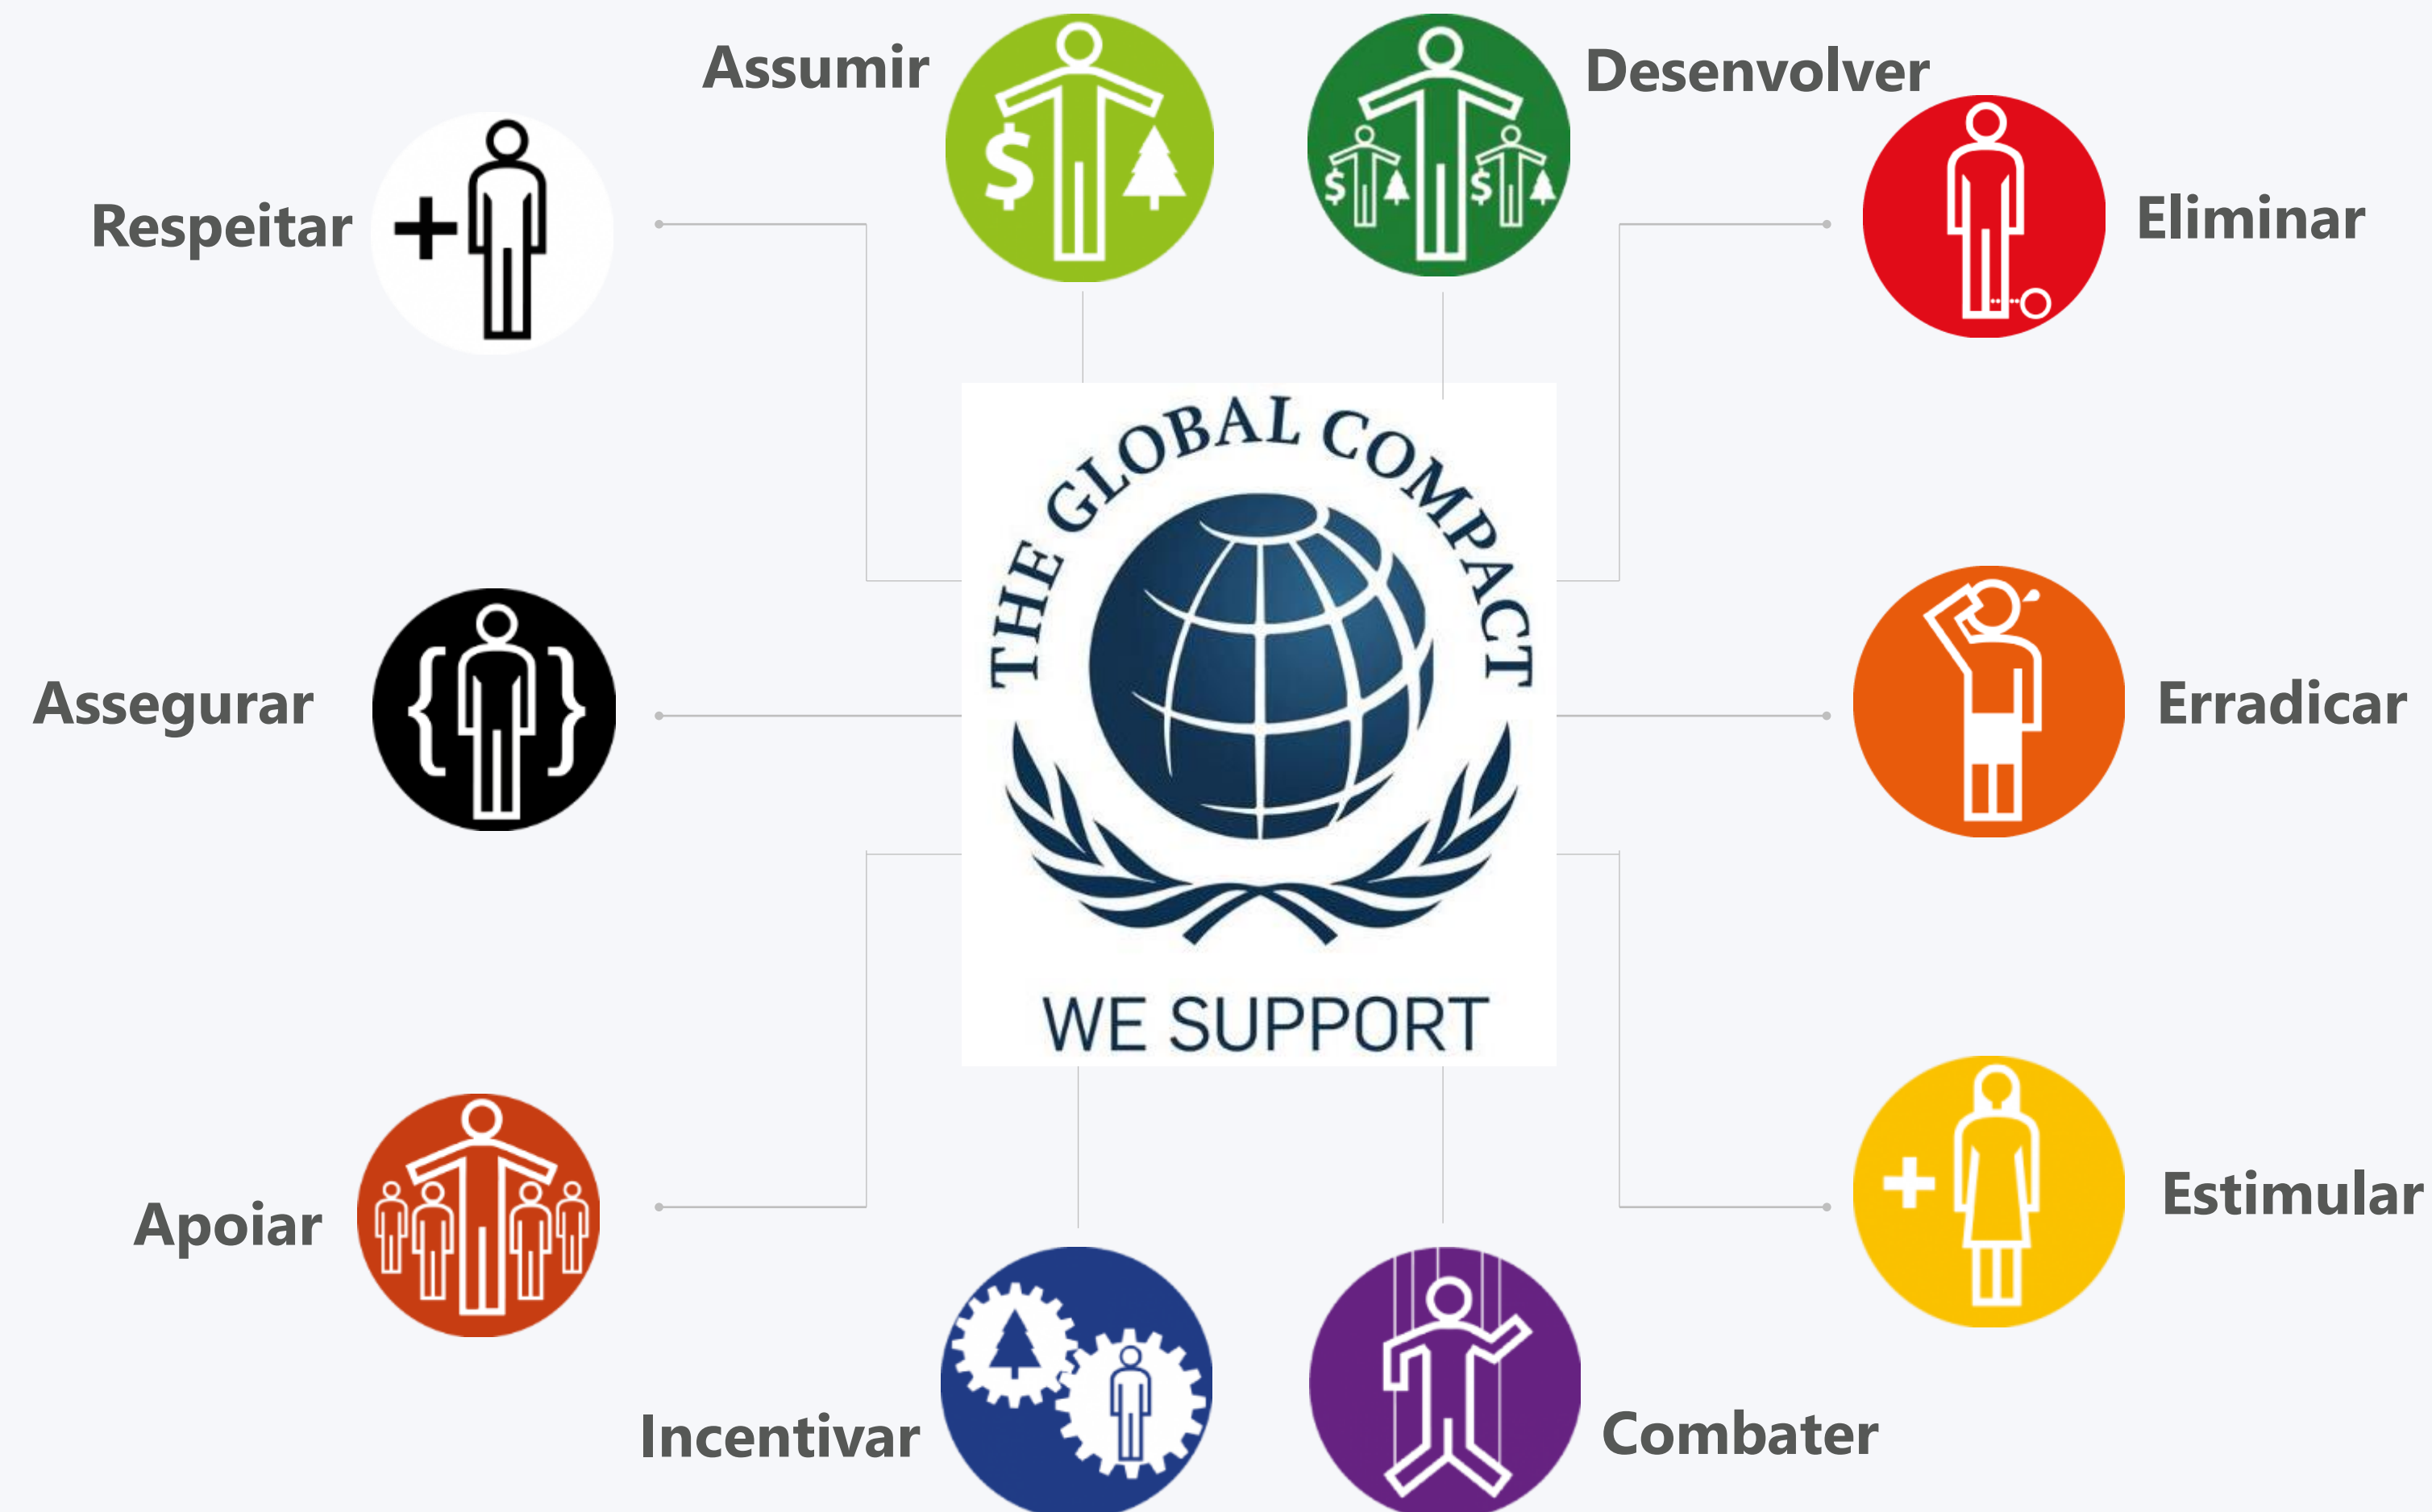 Assumir
Desenvolver
Respeitar
Eliminar
THE GLOBAL COMPACT
Assegurar
Erradicar
WE SUPPORT
Apoiar
Estimular
Incentivar
Combater